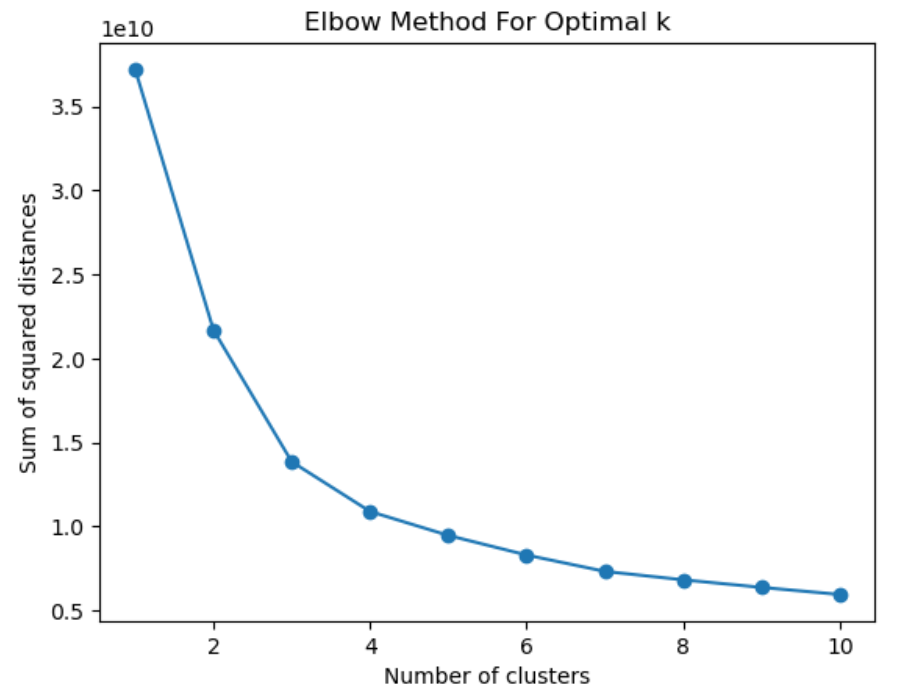 Elbow Method For Optimal k
1e10
3.5
3.0
2.5
2.0
1.5
1.0
0.5
Sum of squared distances
2 4 6 8 10
Number of clusters